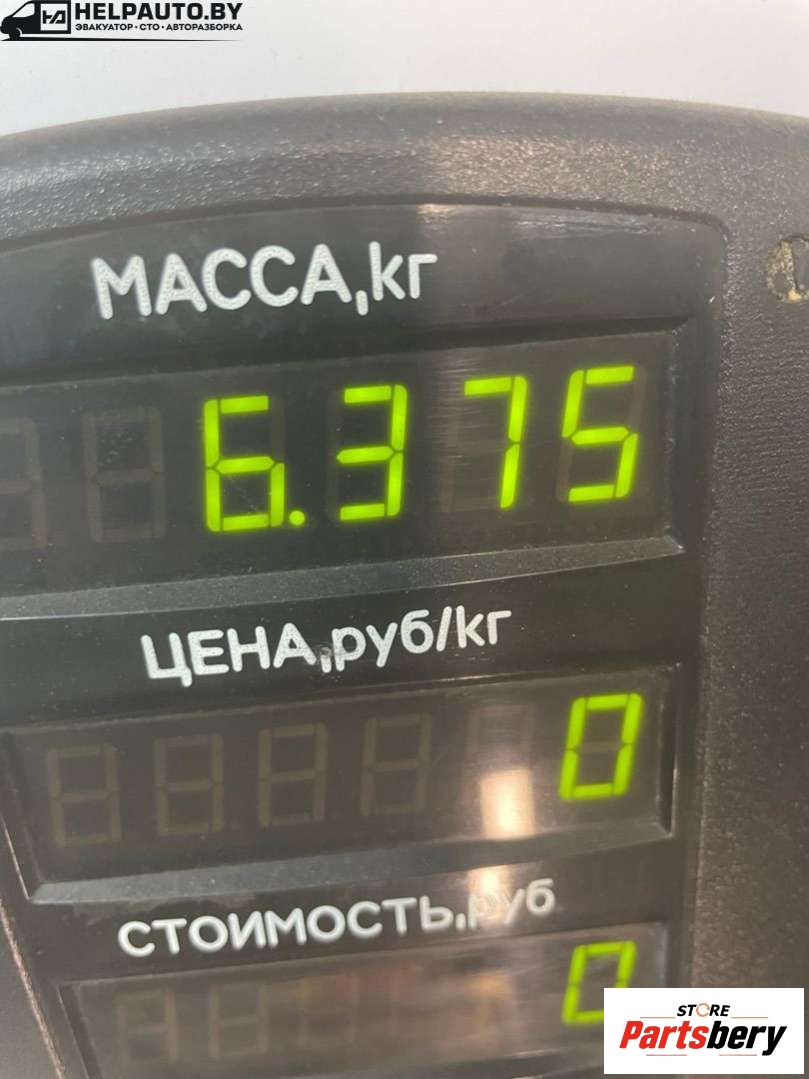 HELPAUTO.BY
ЭВАКУАТОР · СТО · АВТОРАЗБОРКА
МАССА,кг
6.375
ЦЕНА,руб/кг
0
СТОИМОСТЬ,руб
0
STORE
Partsbery